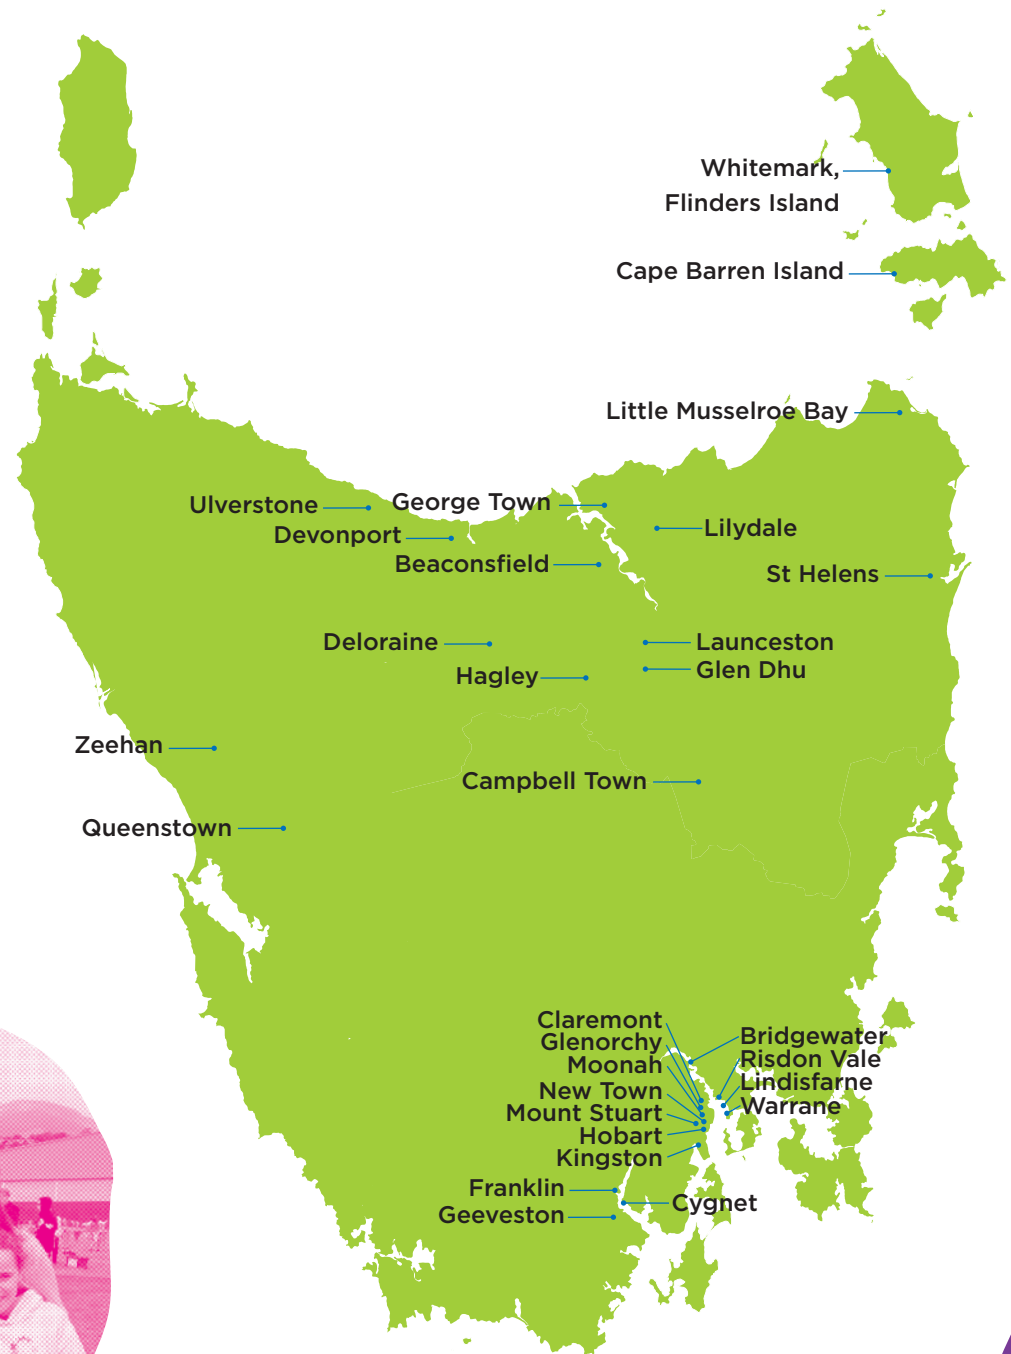 Whitemark,
Flinders Island
Cape Barren Island
Little Musselroe Bay
Ulverstone
George Town
Devonport
Lilydale
Beaconsfield
St Helens
Deloraine
Launceston
Hagley
Glen Dhu
Zeehan
Campbell Town
Queenstown
Claremont
Glenorchy
Moonah
New Town
Mount Stuart
Hobart
Kingston
Bridgewater
Risdon Vale
Lindisfarne
Warrane
Franklin
Cygnet
Geeveston